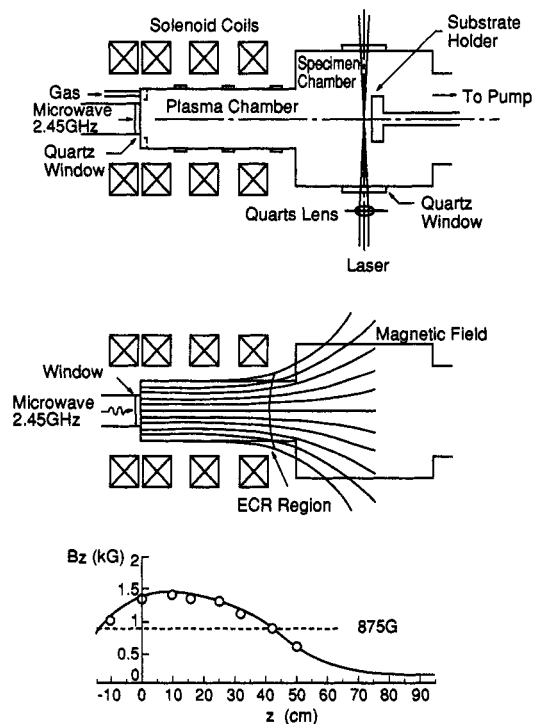 Solenoid Coils
Substrate
Holder
Specimen
Chamber
Gas
Microwave
2.45GHz
Plasma Chamber
To Pump
Quartz
Window
Quarts Lens
Quartz
Window
Laser
Magnetic Field
Window
Microwave
2.45GHz
ECR Region
Bz (kG)
2
1.5
1
0.5
0
875G
-10 0 10 20 30 40 50 60 70 80 90
z (cm)